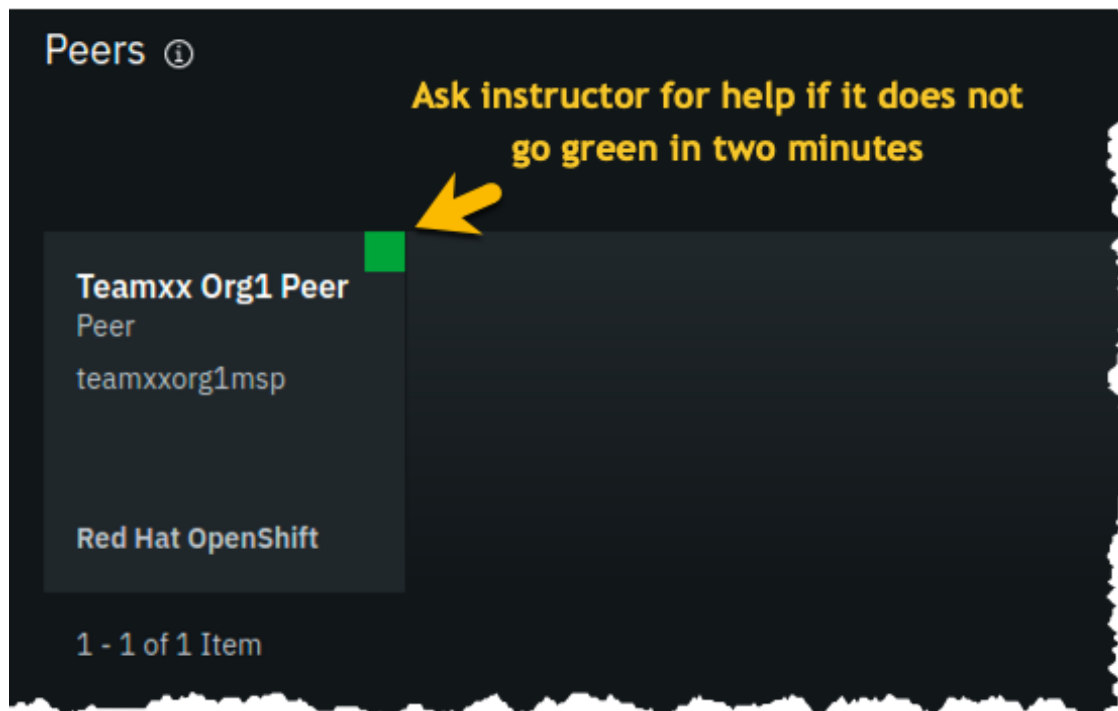 Peers
Ask instructor for help if it does not
go green in two minutes
Teamxx Org1 Peer
Peer
teamxxorg1msp
Red Hat OpenShift
1 - 1 of 1 Item